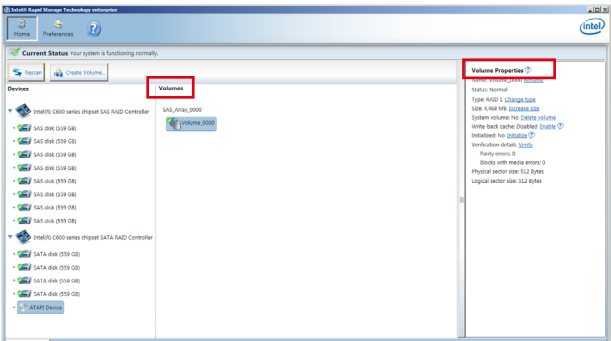 Intel® Rapid Storage Technology enterprise
Home
Preferences
?
intel
Current Status Your system is functioning normally.
Rescan
Create Volume...
Devices
Intel(R) C600 series chipset SAS RAID Controller
SAS disk (559 GB)
SAS disk (559 GB)
SAS disk (559 GB)
SAS disk (559 GB)
SAS disk (559 GB)
SAS disk (559 GB)
SAS disk (559 GB)
SAS disk (559 GB)
Intel(R) C600 series chipset SATA RAID Controller
SATA disk (559 GB)
SATA disk (559 GB)
SATA disk (559 GB)
SATA disk (559 GB)
ATAPI Device
Volumes
SAS_Array_0000
Volume_0000
Volume Properties ?
Name: Volume_0000 Rename
Status: Normal
Type: RAID 1 Change type
Size: 4,468 MB Increase size
System volume: No Delete volume
Write-back cache: Disabled Enable ?
Initialized: No Initialize ?
Verification details Verify
Parity errors: 0
Blocks with media errors: 0
Physical sector size: 512 Bytes
Logical sector size: 512 Bytes